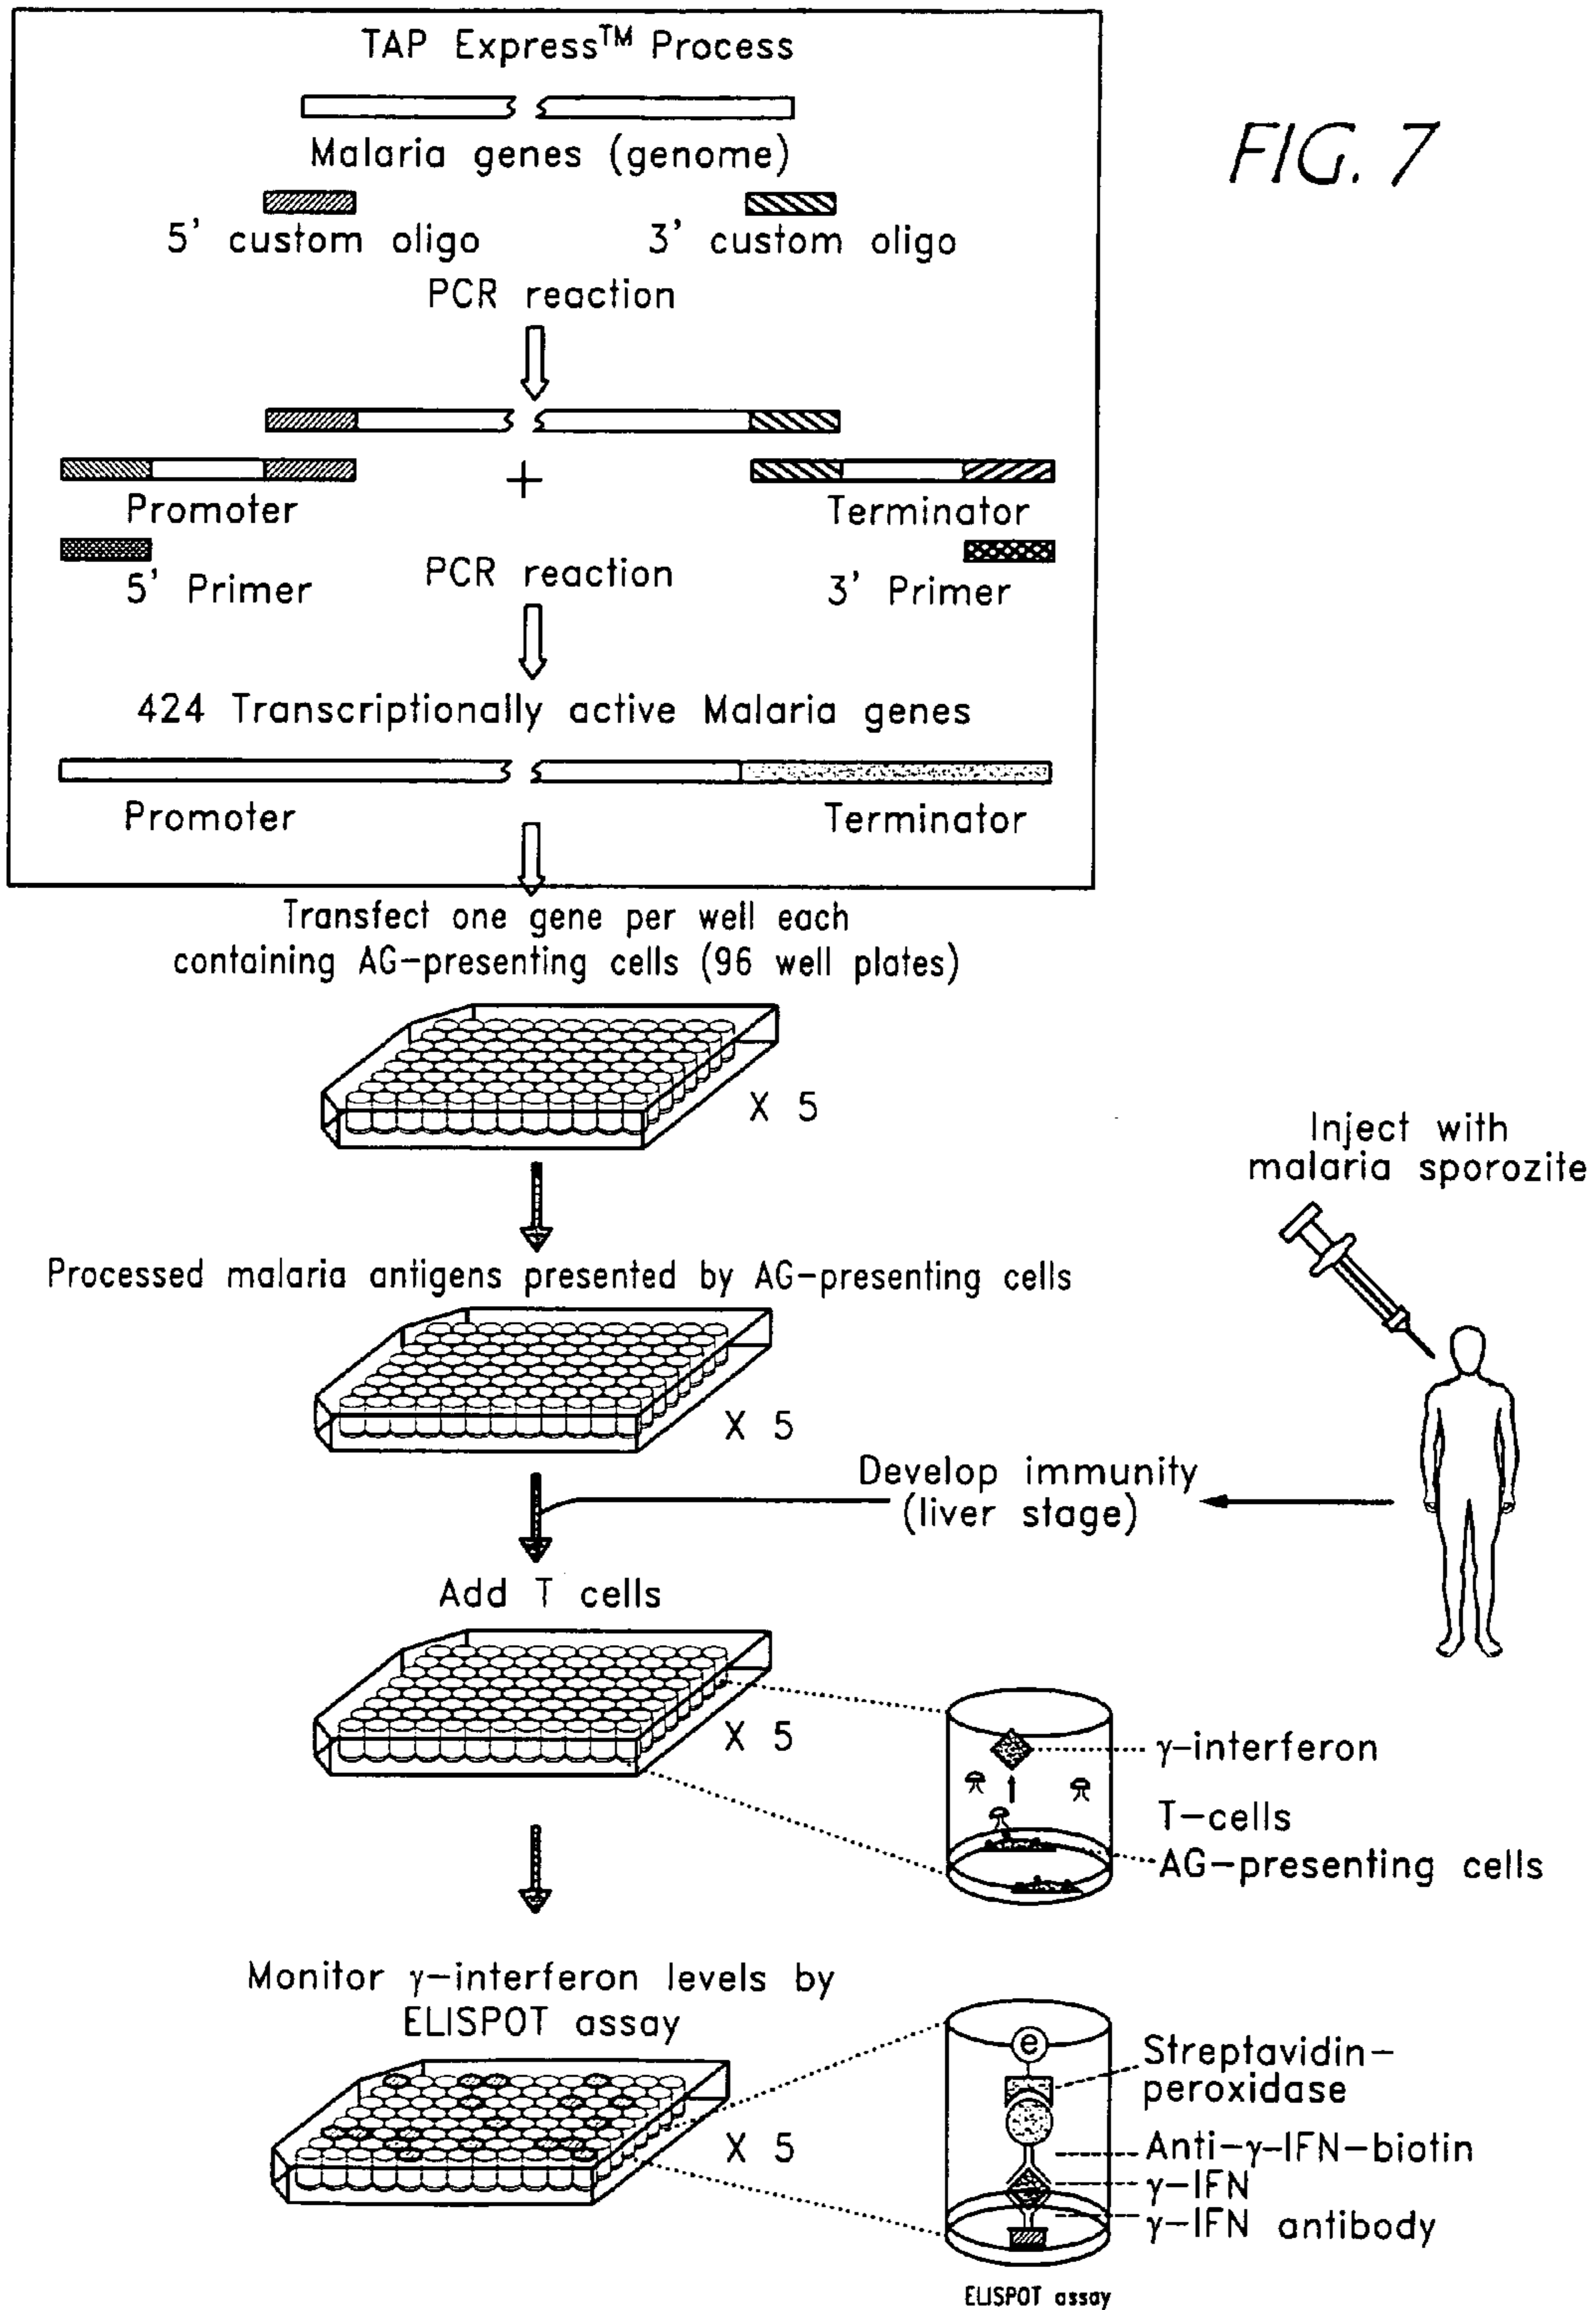 TAP Express™ Process
FIG. 7
Malaria genes (genome)
5' custom oligo
3' custom oligo
PCR reaction
+
Promoter
Terminator
5' Primer
PCR reaction
3' Primer
424 Transcriptionally active Malaria genes
Promoter
Terminator
Transfect one gene per well each
containing AG-presenting cells (96 well plates)
X 5
Inject with
malaria sporozite
Processed malaria antigens presented by AG-presenting cells
X 5
Develop immunity
(liver stage)
Add T cells
X 5
γ-interferon
T-cells
AG-presenting cells
Monitor γ-interferon levels by
ELISPOT assay
X 5
e
Streptavidin-
peroxidase
Anti-γ-IFN-biotin
γ-IFN
γ-IFN antibody
ELISPOT assay